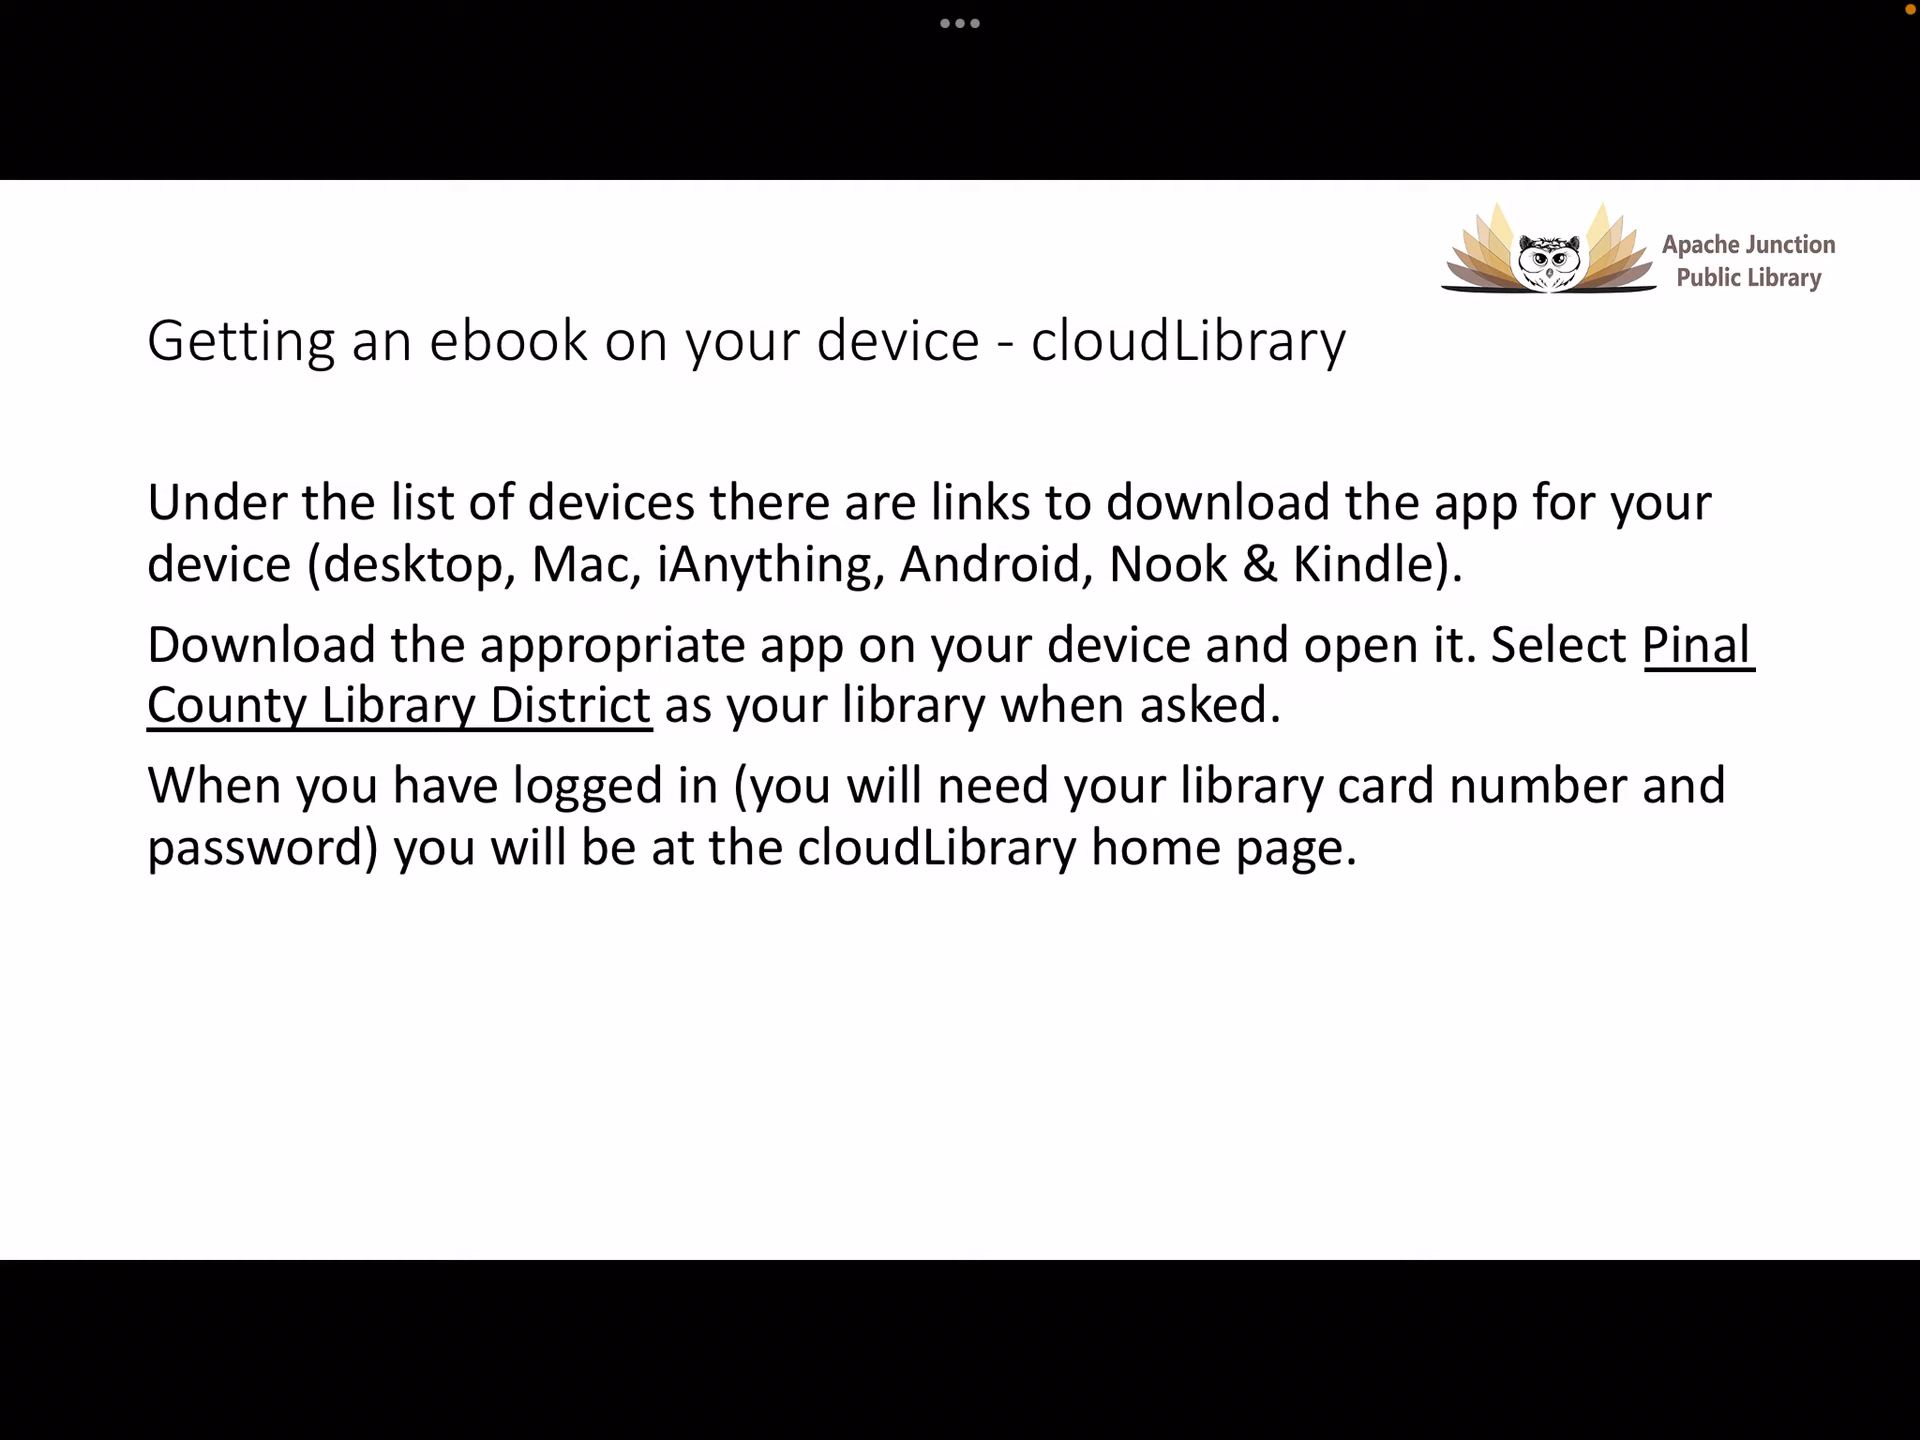 Apache Junction
Public Library
Getting an ebook on your device - cloudLibrary
Under the list of devices there are links to download the app for your
device (desktop, Mac, iAnything, Android, Nook & Kindle).
Download the appropriate app on your device and open it. Select Pinal
County Library District as your library when asked.
When you have logged in (you will need your library card number and
password) you will be at the cloudLibrary home page.